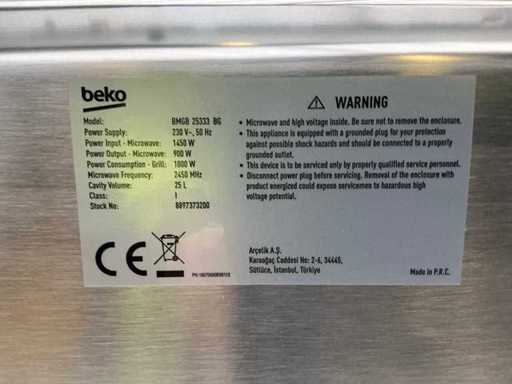 beko
Model: BMGB 25333 BG
Power Supply: 230 V~, 50 Hz
Power Input - Microwave: 1450 W
Power Output - Microwave: 900 W
Power Consumption - Grill: 1000 W
Microwave Frequency: 2450 MHz
Cavity Volume: 25 L
Class: I
Stock No: 8897373200
CE
⚠ WARNING
• Microwave and high voltage inside. Be sure not to remove the enclosure.
• This appliance is equipped with a grounded plug for your protection
against possible shock hazards and should be connected to a properly
grounded outlet.
• This device is to be serviced only by properly qualified service personnel.
• Disconnect power plug before servicing. Removal of the enclosure with
product energized could expose servicemen to hazardous high
voltage potential.
Arçelik A.Ş.
Karaağaç Caddesi No: 2-6, 34445,
Sütlüce, İstanbul, Türkiye
Made in P.R.C.